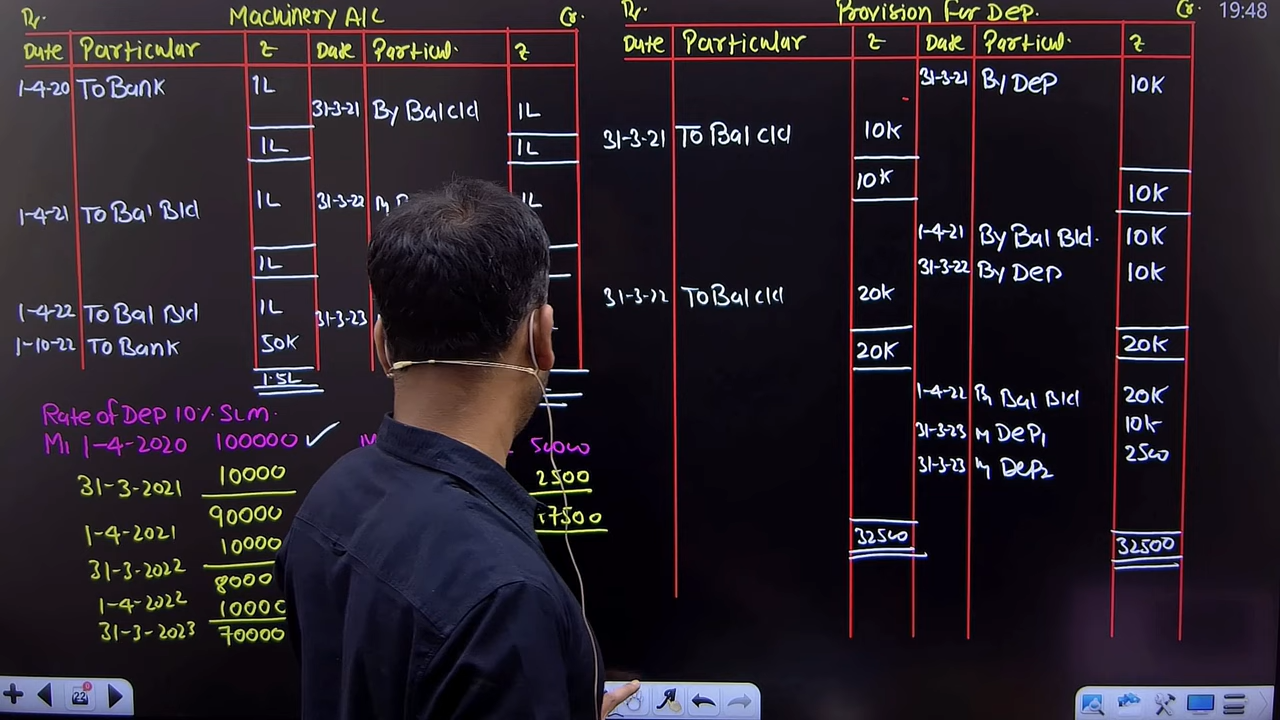 Dr. Machinery A/c Cr.
Date Particular ₹ Date Particul. ₹
1-4-20 To Bank 1L
31-3-21 By Bal c/d 1L
1L 1L
1-4-21 To Bal B/d 1L 31-3-22 1L
1L
1-4-22 To Bal B/d 1L 31-3-23
1-10-22 To Bank 50K
1.5L
Rate of Dep 10% SLM.
M1 1-4-2020 100000 ✓ 50000
10000 2500
31-3-2021
90000 47500
1-4-2021 10000
31-3-2022 8000
1-4-2022 10000
31-3-2023 70000
Dr. Provision for Dep. Cr.
Date Particular ₹ Date Particul. ₹
31-3-21 By Dep 10K
31-3-21 To Bal c/d 10K
10K 10K
1-4-21 By Bal B/d. 10K
31-3-22 By Dep 10K
31-3-22 To Bal c/d 20K
20K 20K
1-4-22 By Bal B/d 20K
31-3-23 By Dep1 10K
31-3-23 By Dep2 2500
32500 32500
19:48
22